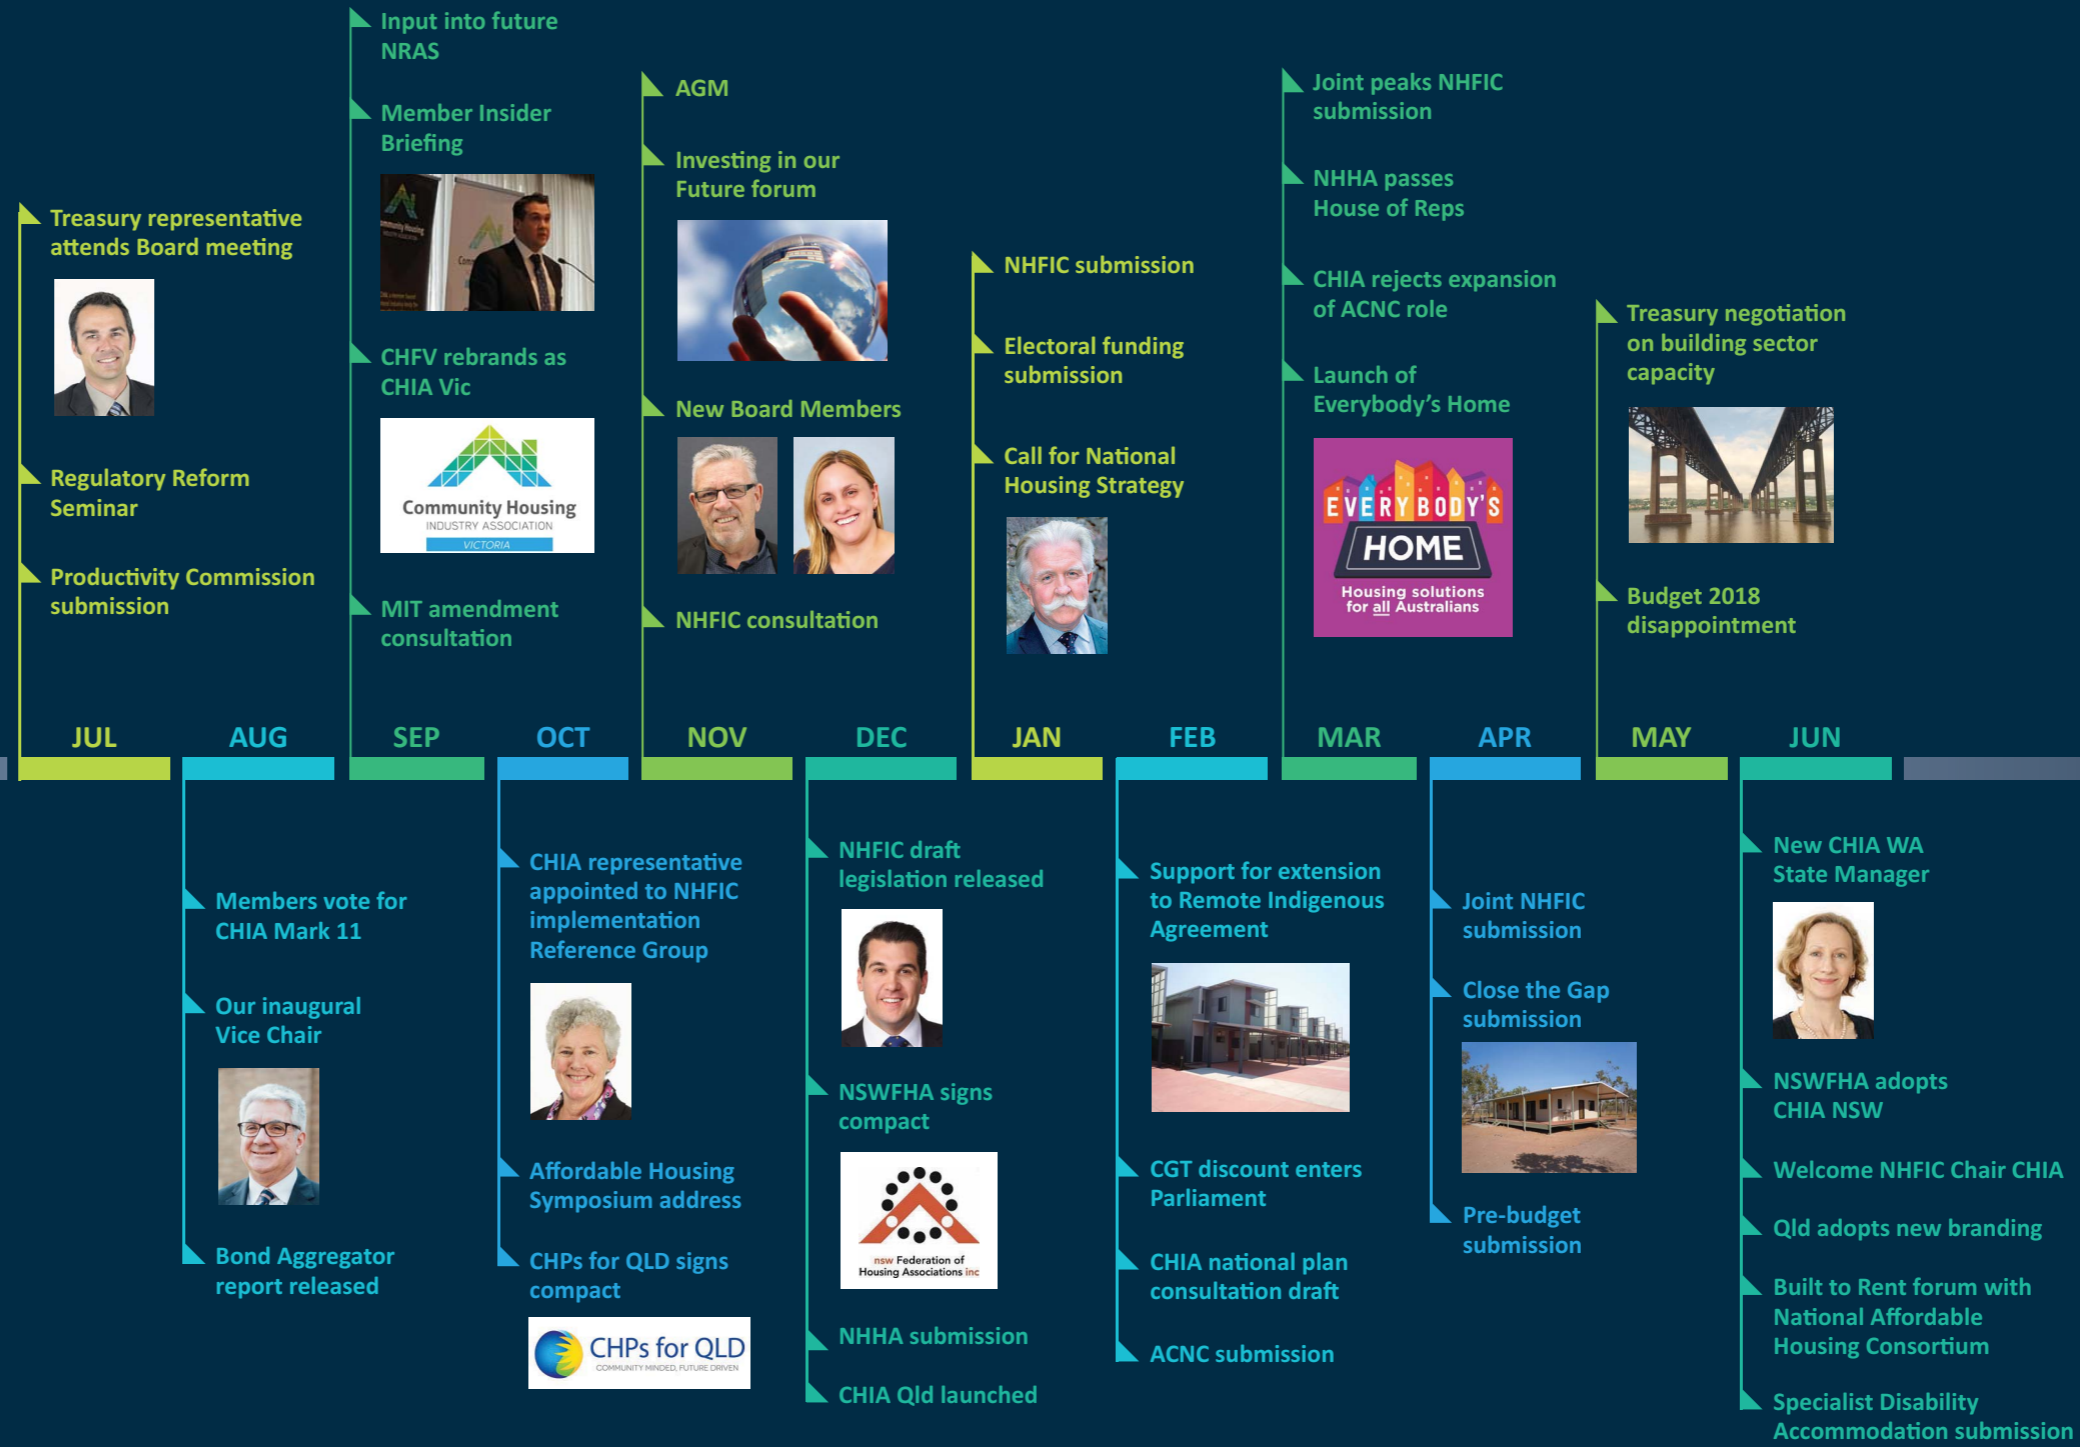 Treasury representative
attends Board meeting
Regulatory Reform
Seminar
Productivity Commission
submission
JUL
AUG
Members vote for
CHIA Mark 11
Our inaugural
Vice Chair
Bond Aggregator
report released
Input into future
NRAS
Member Insider
Briefing
CHFV rebrands as
CHIA Vic
Community Housing
INDUSTRY ASSOCIATION
VICTORIA
MIT amendment
consultation
SEP
OCT
CHIA representative
appointed to NHFIC
implementation
Reference Group
Affordable Housing
Symposium address
CHPs for QLD signs
compact
CHPs for QLD
COMMUNITY MINDED, FUTURE DRIVEN
AGM
Investing in our
Future forum
New Board Members
NHFIC consultation
NOV
DEC
NHFIC draft
legislation released
NSWFHA signs
compact
nsw Federation of
Housing Associations inc
NHHA submission
CHIA Qld launched
NHFIC submission
Electoral funding
submission
Call for National
Housing Strategy
JAN
FEB
Support for extension
to Remote Indigenous
Agreement
CGT discount enters
Parliament
CHIA national plan
consultation draft
ACNC submission
Joint peaks NHFIC
submission
NHHA passes
House of Reps
CHIA rejects expansion
of ACNC role
Launch of
Everybody's Home
EVERYBODY'S
HOME
Housing solutions
for all Australians
MAR
APR
Joint NHFIC
submission
Close the Gap
submission
Pre-budget
submission
Treasury negotiation
on building sector
capacity
Budget 2018
disappointment
MAY
JUN
New CHIA WA
State Manager
NSWFHA adopts
CHIA NSW
Welcome NHFIC Chair CHIA
Qld adopts new branding
Built to Rent forum with
National Affordable
Housing Consortium
Specialist Disability
Accommodation submission